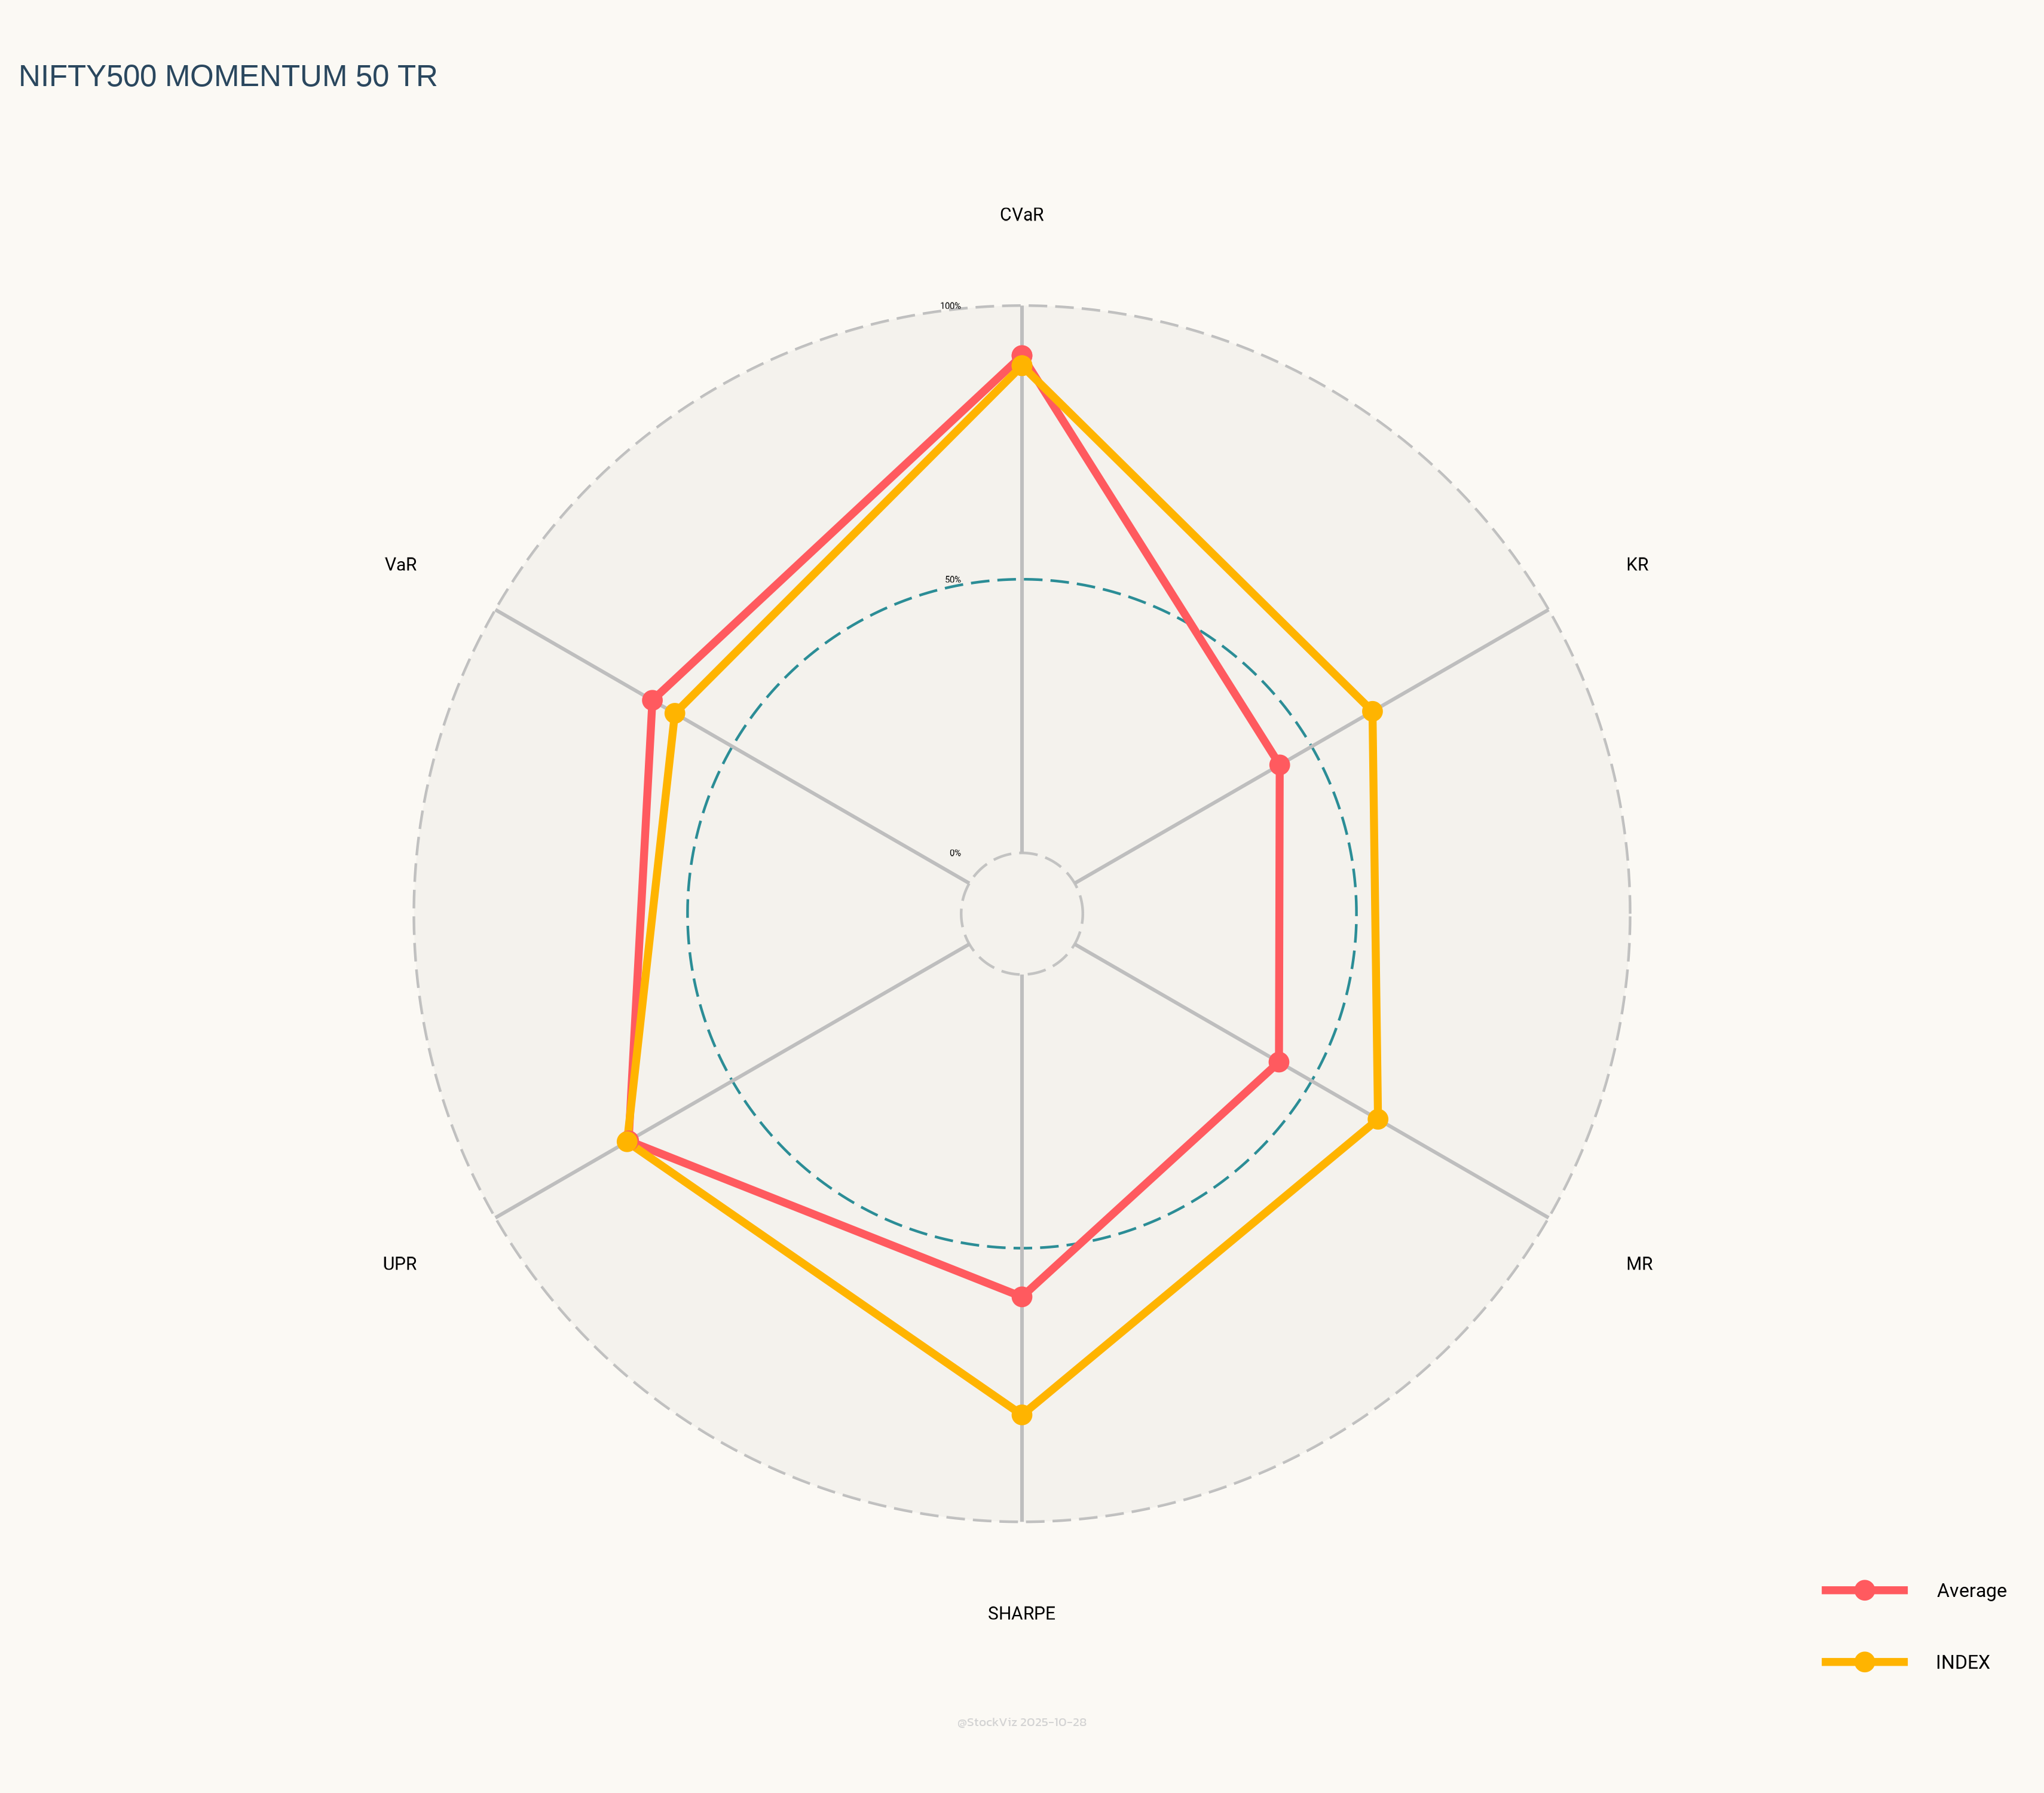 NIFTY500 MOMENTUM 50 TR
CVaR
100%
VaR
KR
50%
0%
UPR
MR
SHARPE
Average
INDEX
@StockViz 2025-10-28